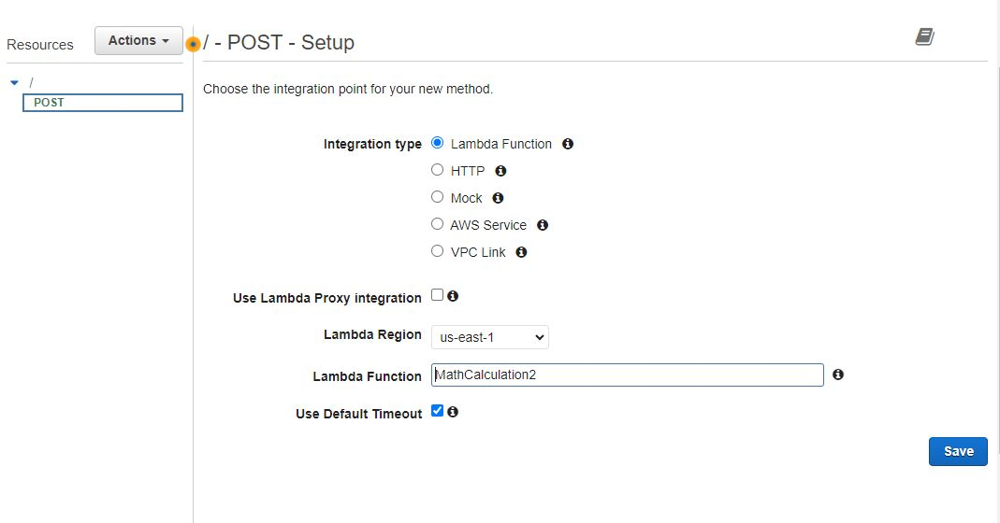 Resources
Actions
/ - POST - Setup
/
POST
Choose the integration point for your new method.
Integration type
Lambda Function
HTTP
Mock
AWS Service
VPC Link
Use Lambda Proxy integration
Lambda Region
us-east-1
Lambda Function
MathCalculation2
Use Default Timeout
Save